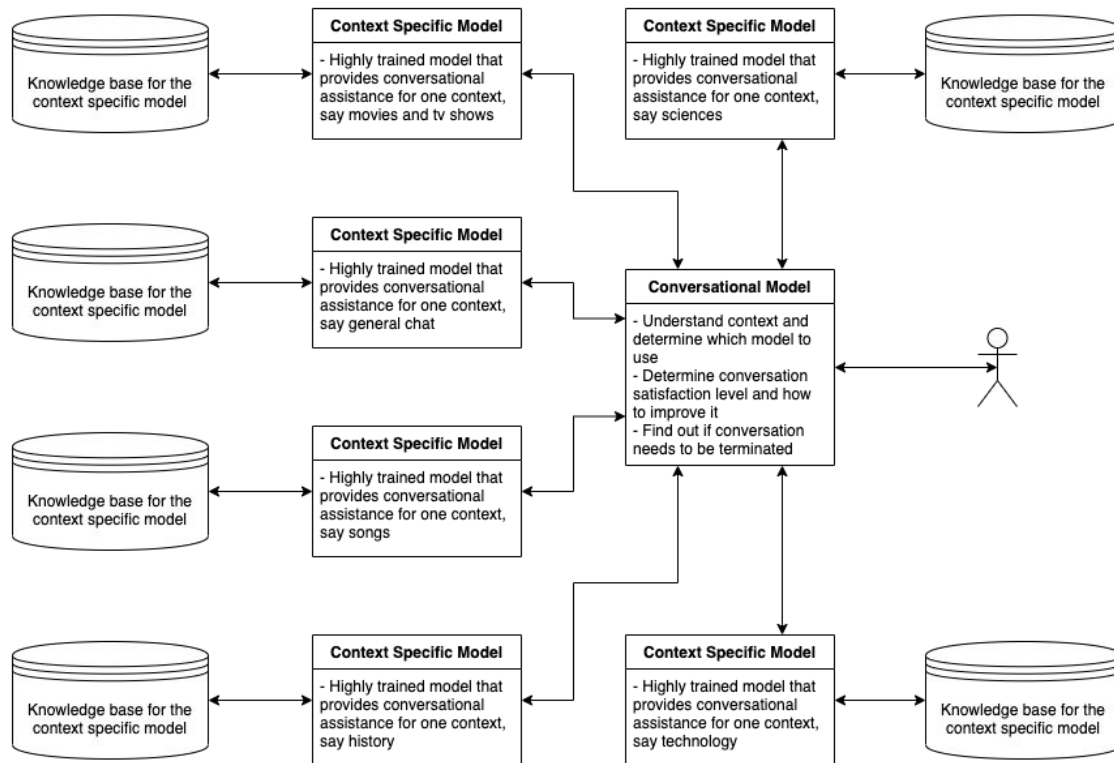 Knowledge base for the
context specific model
Context Specific Model
- Highly trained model that
provides conversational
assistance for one context,
say movies and tv shows
Context Specific Model
- Highly trained model that
provides conversational
assistance for one context,
say sciences
Knowledge base for the
context specific model
Knowledge base for the
context specific model
Context Specific Model
- Highly trained model that
provides conversational
assistance for one context,
say general chat
Conversational Model
- Understand context and
determine which model to
use
- Determine conversation
satisfaction level and how
to improve it
- Find out if conversation
needs to be terminated
Knowledge base for the
context specific model
Context Specific Model
- Highly trained model that
provides conversational
assistance for one context,
say songs
Knowledge base for the
context specific model
Context Specific Model
- Highly trained model that
provides conversational
assistance for one context,
say history
Context Specific Model
- Highly trained model that
provides conversational
assistance for one context,
say technology
Knowledge base for the
context specific model